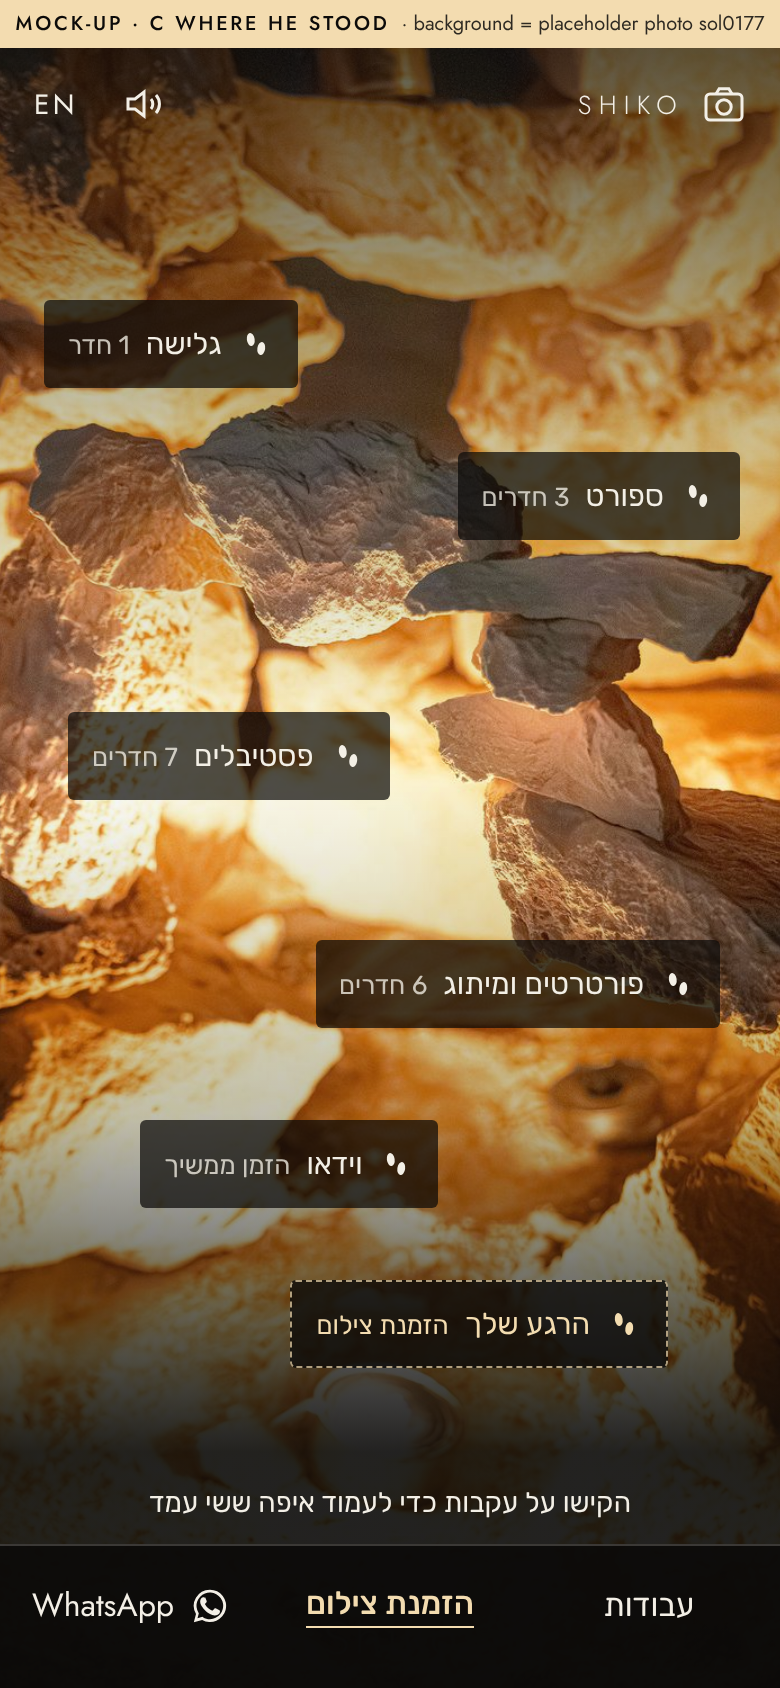 MOCK-UP · C WHERE HE STOOD · background = placeholder photo sol0177
EN SHIKO
גלישה 1 חדר
ספורט 3 חדרים
פסטיבלים 7 חדרים
פורטרטים ומיתוג 6 חדרים
וידאו הזמן ממשיך
הרגע שלך הזמנת צילום
הקישו על עקבות כדי לעמוד איפה ששי עמד
עבודות הזמנת צילום WhatsApp